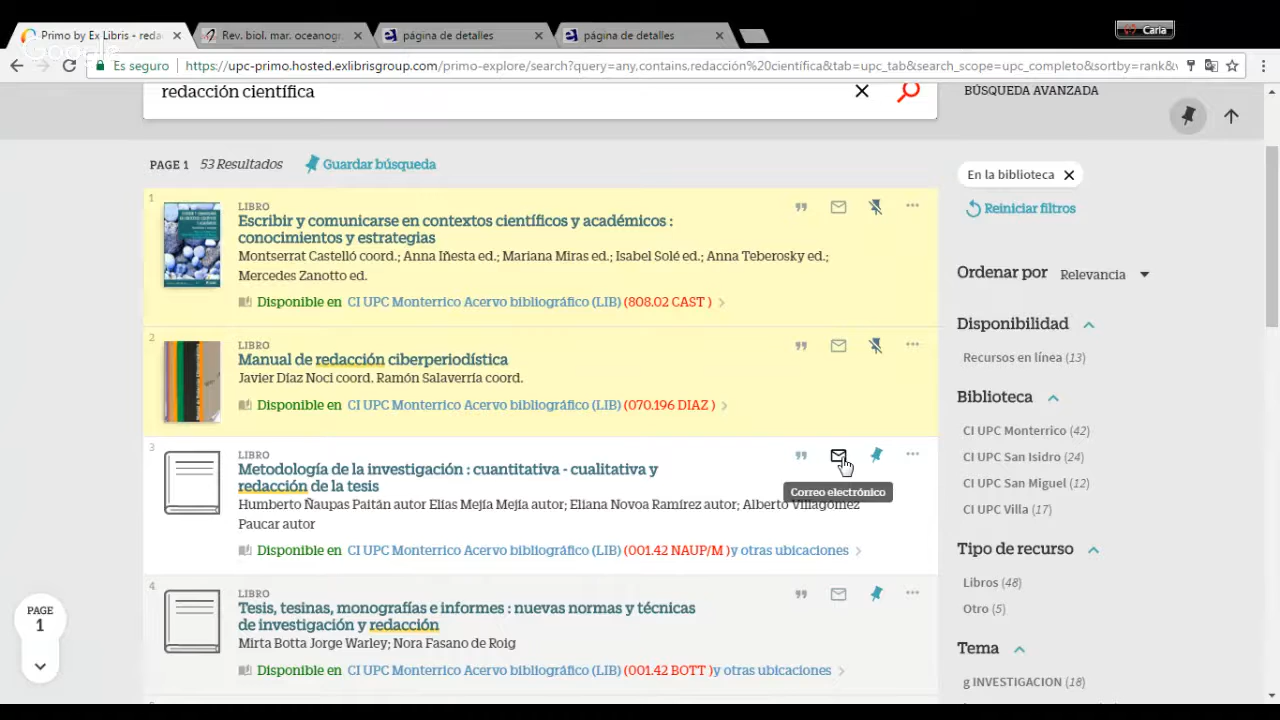 Primo by Ex Libris - reda
Rev. biol. mar. oceanogr.
página de detalles
página de detalles
Carla
Google
Es seguro
https://upc-primo.hosted.exlibrisgroup.com/primo-explore/search?query=any,contains,redacción%20científica&tab=upc_tab&search_scope=upc_completo&sortby=rank&v
redacción científica
BÚSQUEDA AVANZADA
PAGE 1 53 Resultados Guardar búsqueda
1
LIBRO
Escribir y comunicarse en contextos científicos y académicos :
conocimientos y estrategias
Montserrat Castelló coord.; Anna Iñesta ed.; Mariana Miras ed.; Isabel Solé ed.; Anna Teberosky ed.;
Mercedes Zanotto ed.
Disponible en CI UPC Monterrico Acervo bibliográfico (LIB) (808.02 CAST )
2
LIBRO
Manual de redacción ciberperiodística
Javier Díaz Noci coord. Ramón Salaverría coord.
Disponible en CI UPC Monterrico Acervo bibliográfico (LIB) (070.196 DIAZ )
3
LIBRO
Metodología de la investigación : cuantitativa - cualitativa y
redacción de la tesis
Correo electrónico
Humberto Ñaupas Paitán autor Elías Mejía Mejía autor; Eliana Novoa Ramírez autor; Alberto Villagómez
Paucar autor
Disponible en CI UPC Monterrico Acervo bibliográfico (LIB) (001.42 NAUP/M )y otras ubicaciones
4
LIBRO
Tesis, tesinas, monografías e informes : nuevas normas y técnicas
de investigación y redacción
Mirta Botta Jorge Warley; Nora Fasano de Roig
Disponible en CI UPC Monterrico Acervo bibliográfico (LIB) (001.42 BOTT )y otras ubicaciones
PAGE
1
En la biblioteca
Reiniciar filtros
Ordenar por Relevancia
Disponibilidad
Recursos en línea (13)
Biblioteca
CI UPC Monterrico (42)
CI UPC San Isidro (24)
CI UPC San Miguel (12)
CI UPC Villa (17)
Tipo de recurso
Libros (48)
Otro (5)
Tema
g INVESTIGACION (18)